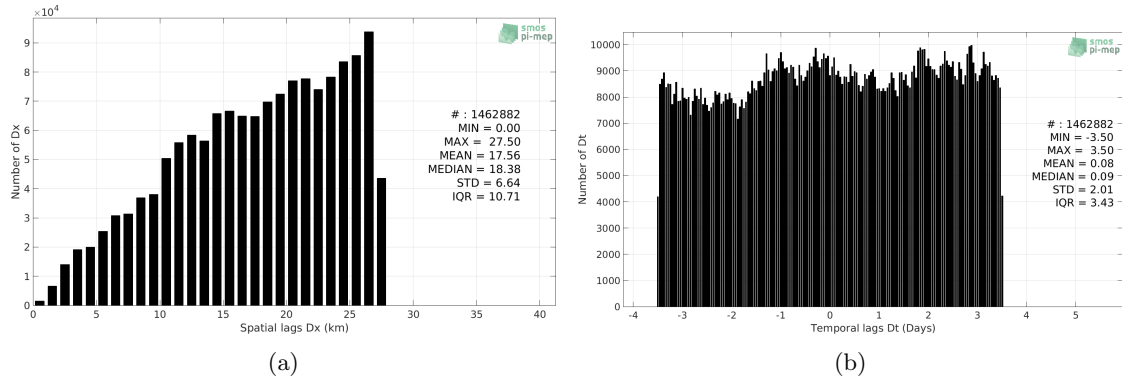 ×10⁴
9
8
7
6
5
4
3
2
1
0
Number of Dx
smos
pi-mep
# : 1462882
MIN = 0.00
MAX = 27.50
MEAN = 17.56
MEDIAN = 18.38
STD = 6.64
IQR = 10.71
0 5 10 15 20 25 30 35 40
Spatial lags Dx (km)
(a)
10000
9000
8000
7000
6000
5000
4000
3000
2000
1000
0
Number of Dt
smos
pi-mep
# : 1462882
MIN = -3.50
MAX = 3.50
MEAN = 0.08
MEDIAN = 0.09
STD = 2.01
IQR = 3.43
-4 -3 -2 -1 0 1 2 3 4 5
Temporal lags Dt (Days)
(b)